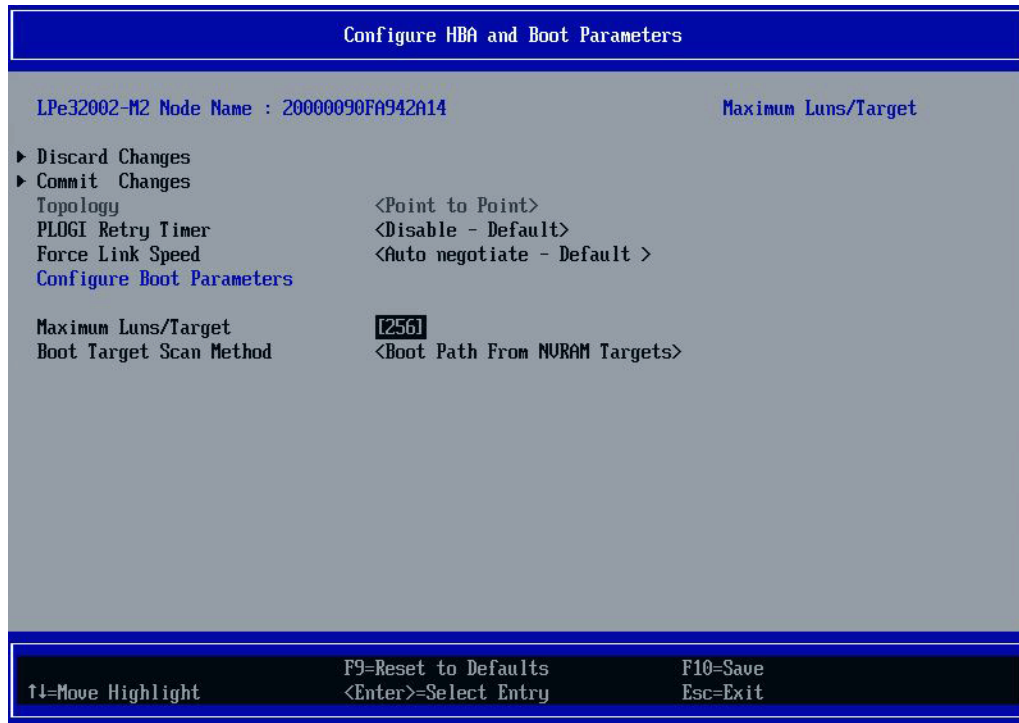 Configure HBA and Boot Parameters
LPe32002-M2 Node Name : 20000090FA942A14 Maximum Luns/Target
Discard Changes
Commit Changes
Topology <Point to Point>
PLOGI Retry Timer <Disable - Default>
Force Link Speed <Auto negotiate - Default >
Configure Boot Parameters
Maximum Luns/Target [256]
Boot Target Scan Method <Boot Path From NVRAM Targets>
F9=Reset to Defaults F10=Save
↑↓=Move Highlight <Enter>=Select Entry Esc=Exit